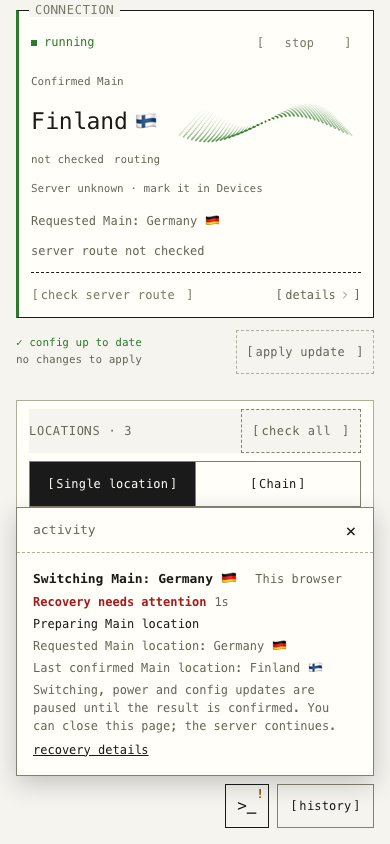 CONNECTION
running
[ stop ]
Confirmed Main
Finland 🇫🇮
not checked routing
Server unknown · mark it in Devices
Requested Main: Germany 🇩🇪
server route not checked
[check server route ]
[details > ]
✓ config up to date
no changes to apply
[apply update ]
LOCATIONS · 3
[check all ]
[Single location]
[Chain]
activity
×
Switching Main: Germany 🇩🇪 This browser
Recovery needs attention 1s
Preparing Main location
Requested Main location: Germany 🇩🇪
Last confirmed Main location: Finland 🇫🇮
Switching, power and config updates are
paused until the result is confirmed. You
can close this page; the server continues.
recovery details
>_ !
[history]